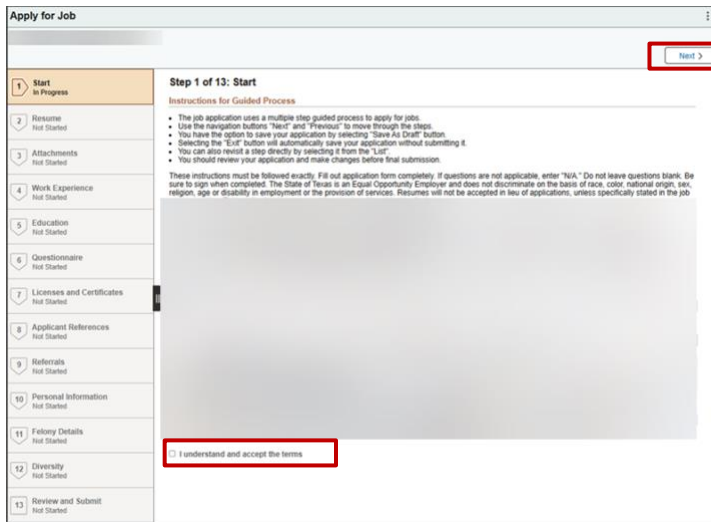 Apply for Job
Next >
1 Start
In Progress
2 Resume
Not Started
3 Attachments
Not Started
4 Work Experience
Not Started
5 Education
Not Started
6 Questionnaire
Not Started
7 Licenses and Certificates
Not Started
8 Applicant References
Not Started
9 Referrals
Not Started
10 Personal Information
Not Started
11 Felony Details
Not Started
12 Diversity
Not Started
13 Review and Submit
Not Started
Step 1 of 13: Start
Instructions for Guided Process
• The job application uses a multiple step guided process to apply for jobs.
• Use the navigation buttons "Next" and "Previous" to move through the steps.
• You have the option to save your application by selecting "Save As Draft" button.
• Selecting the "Exit" button will automatically save your application without submitting it.
• You can also revisit a step directly by selecting it from the "List".
• You should review your application and make changes before final submission.
These instructions must be followed exactly. Fill out application form completely. If questions are not applicable, enter "N/A." Do not leave questions blank. Be
sure to sign when completed. The State of Texas is an Equal Opportunity Employer and does not discriminate on the basis of race, color, national origin, sex,
religion, age or disability in employment or the provision of services. Resumes will not be accepted in lieu of applications, unless specifically stated in the job
I understand and accept the terms